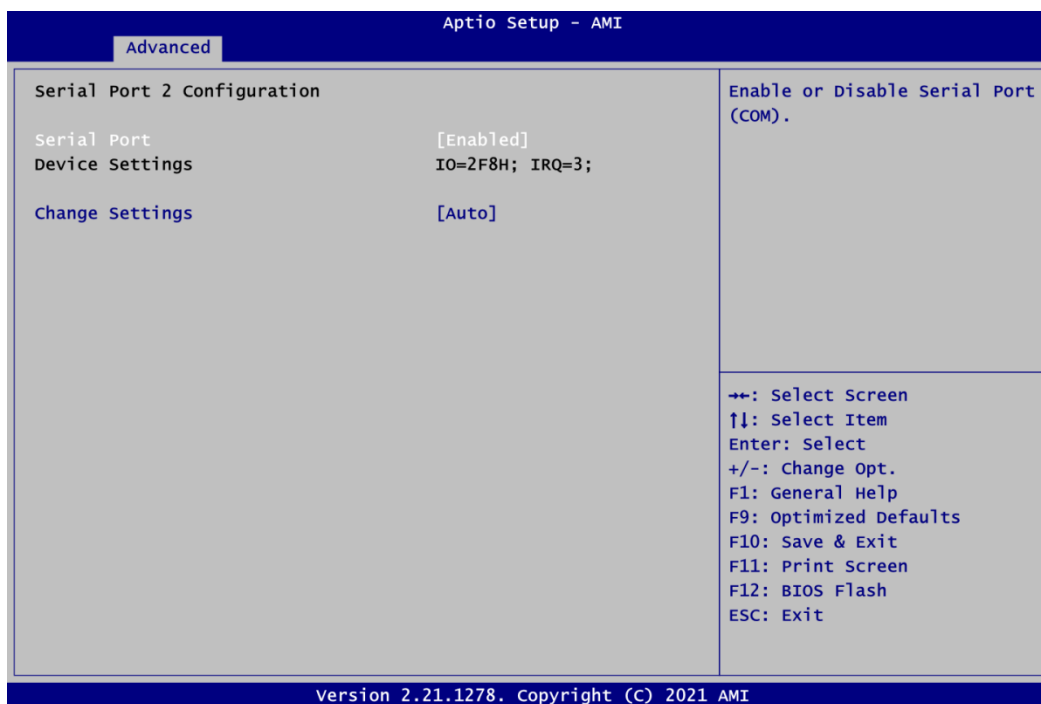 Aptio Setup – AMI
Advanced
Serial Port 2 Configuration
Serial Port [Enabled]
Device Settings IO=2F8H; IRQ=3;
Change Settings [Auto]
Enable or Disable Serial Port
(COM).
→←: Select Screen
↑↓: Select Item
Enter: Select
+/-: Change Opt.
F1: General Help
F9: Optimized Defaults
F10: Save & Exit
F11: Print Screen
F12: BIOS Flash
ESC: Exit
Version 2.21.1278. Copyright (C) 2021 AMI